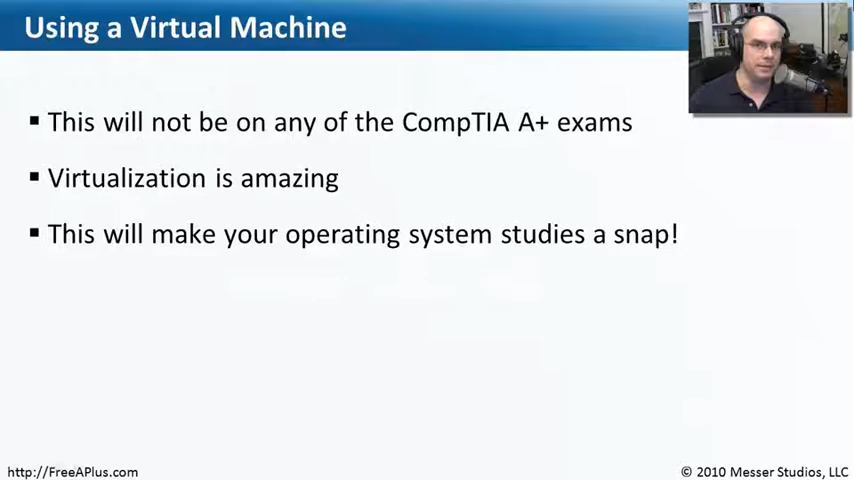 Using a Virtual Machine
▪ This will not be on any of the CompTIA A+ exams
▪ Virtualization is amazing
▪ This will make your operating system studies a snap!
http://FreeAPlus.com
© 2010 Messer Studios, LLC